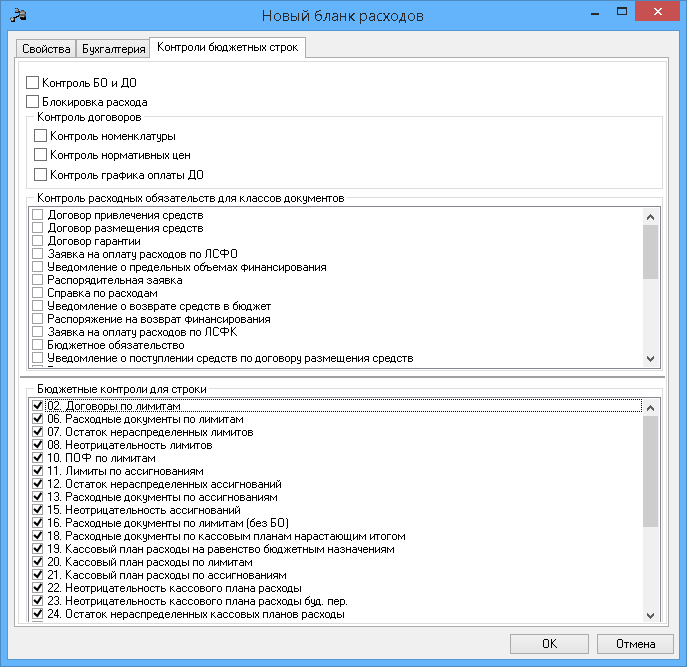 Новый бланк расходов
Свойства Бухгалтерия Контроли бюджетных строк
Контроль БО и ДО
Блокировка расхода
Контроль договоров
Контроль номенклатуры
Контроль нормативных цен
Контроль графика оплаты ДО
Контроль расходных обязательств для классов документов
Договор привлечения средств
Договор размещения средств
Договор гарантии
Заявка на оплату расходов по ЛСФО
Уведомление о предельных объемах финансирования
Распорядительная заявка
Справка по расходам
Уведомление о возврате средств в бюджет
Распоряжение на возврат финансирования
Заявка на оплату расходов по ЛСФК
Бюджетное обязательство
Уведомление о поступлении средств по договору размещения средств
Бюджетные контроли для строки
02. Договоры по лимитам
06. Расходные документы по лимитам
07. Остаток нераспределенных лимитов
08. Неотрицательность лимитов
10. ПОФ по лимитам
11. Лимиты по ассигнованиям
12. Остаток нераспределенных ассигнований
13. Расходные документы по ассигнованиям
15. Неотрицательность ассигнований
16. Расходные документы по лимитам (без БО)
18. Расходные документы по кассовым планам нарастающим итогом
19. Кассовый план расходы на равенство бюджетным назначениям
20. Кассовый план расходы по лимитам
21. Кассовый план расходы по ассигнованиям
22. Неотрицательность кассового плана расходы
23. Неотрицательность кассового плана расходы буд. пер.
24. Остаток нераспределенных кассовых планов расходы
OK Отмена